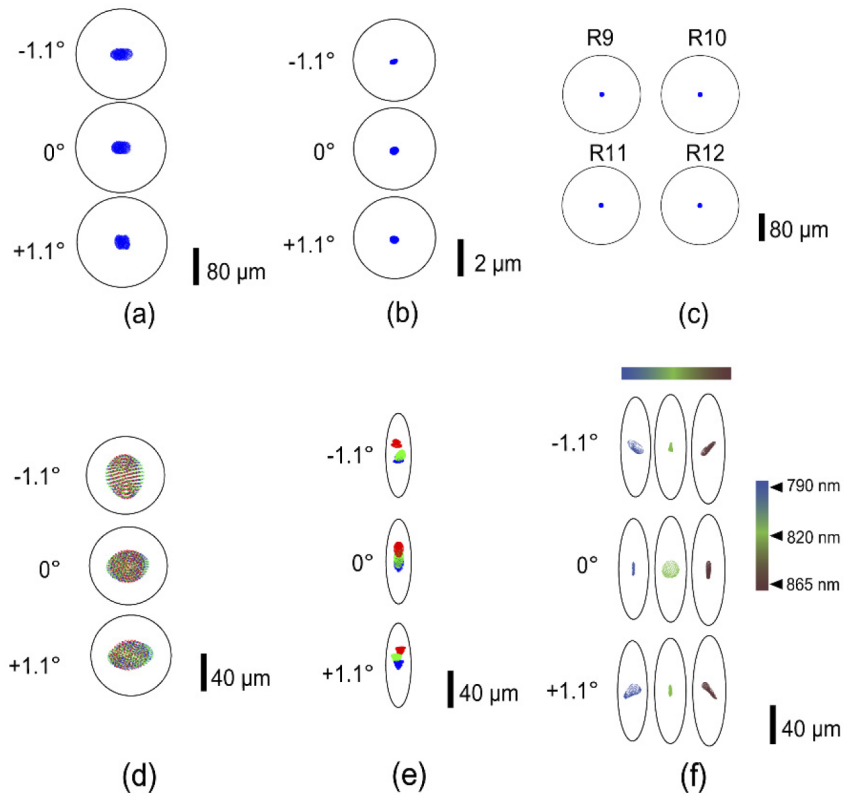 -1.1°
0°
+1.1°
80 µm
(a)
-1.1°
0°
+1.1°
2 µm
(b)
R9 R10
R11 R12
80 µm
(c)
-1.1°
0°
+1.1°
40 µm
(d)
-1.1°
0°
+1.1°
40 µm
(e)
-1.1°
0°
+1.1°
790 nm
820 nm
865 nm
40 µm
(f)